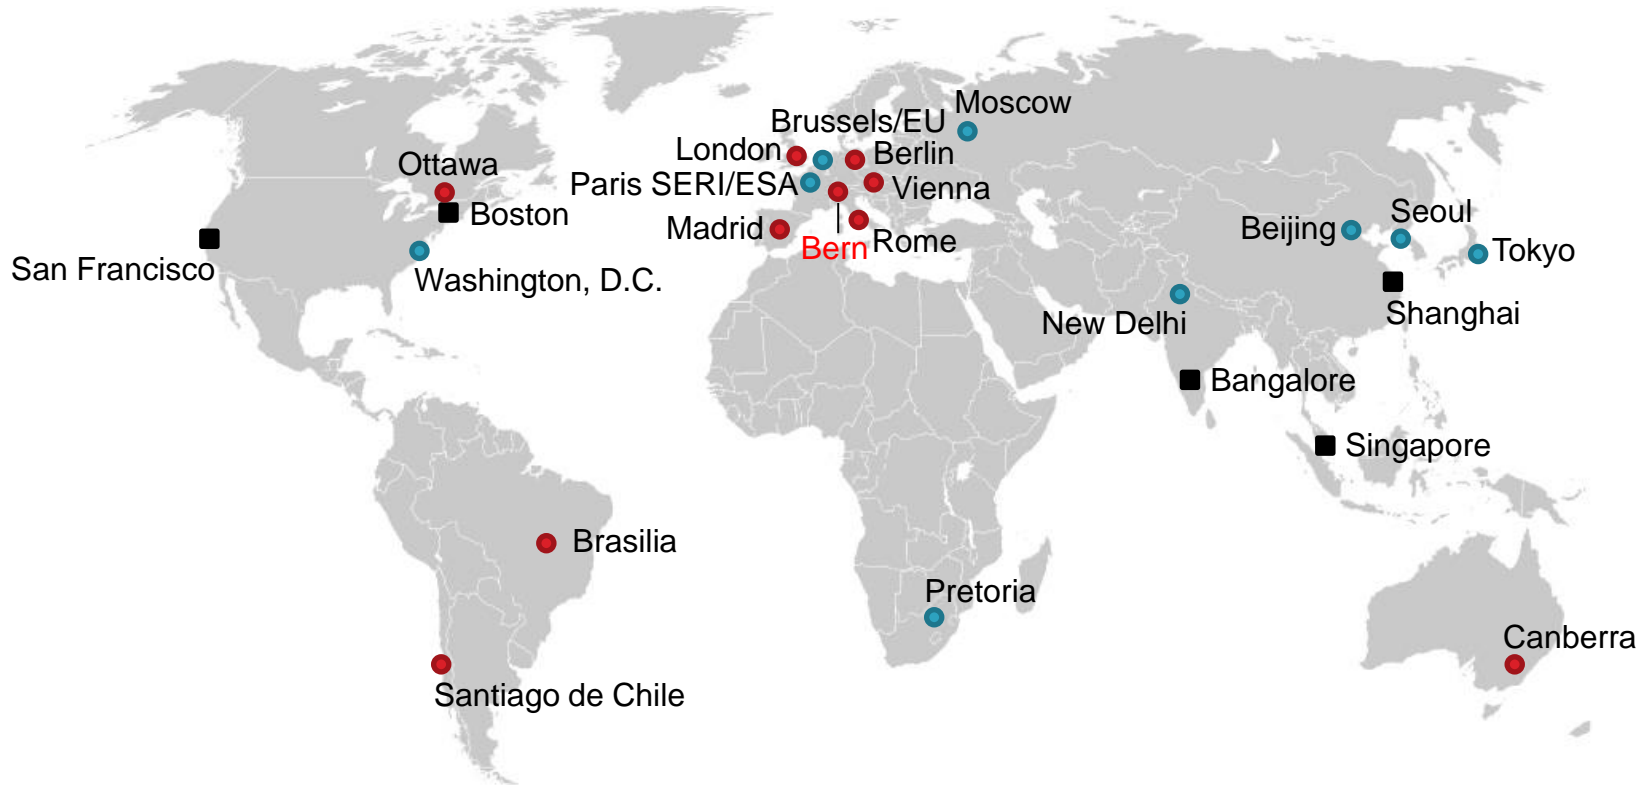 Moscow
Brussels/EU
London
Berlin
Ottawa
Paris SERI/ESA
Vienna
Boston
Seoul
Madrid
Beijing
Rome
Bern
Tokyo
San Francisco
Washington, D.C.
Shanghai
New Delhi
Bangalore
Singapore
Brasilia
Pretoria
Canberra
Santiago de Chile